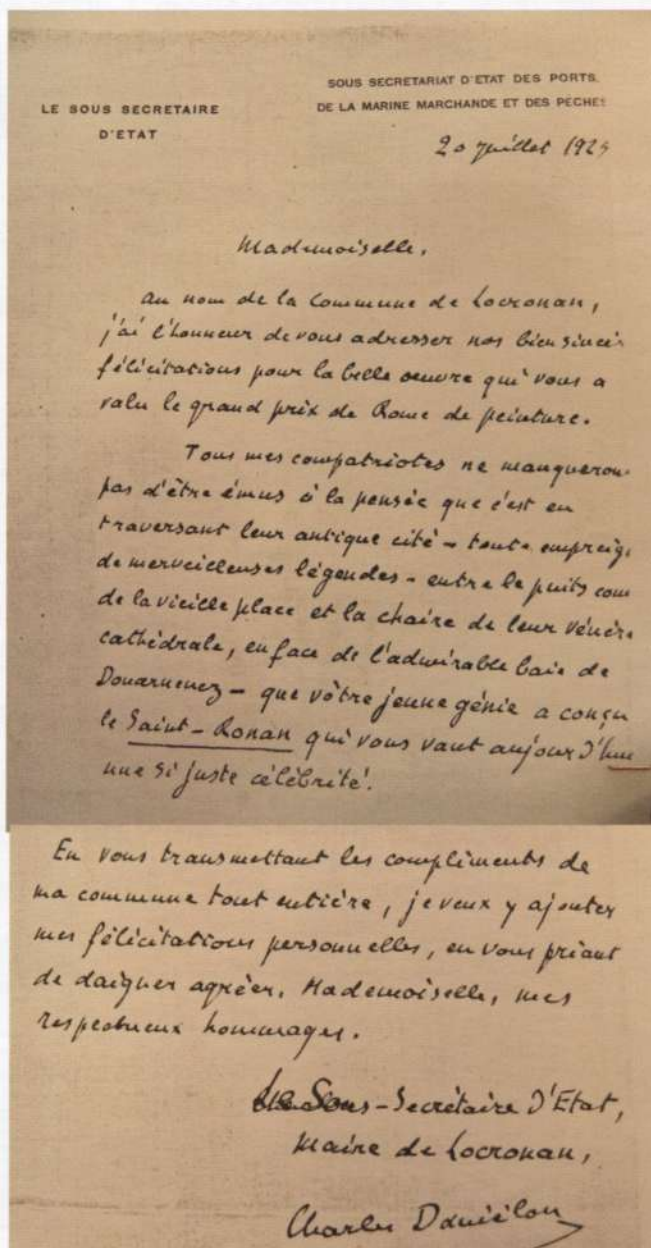 LE SOUS SECRETAIRE
D'ETAT
SOUS SECRETARIAT D'ETAT DES PORTS.
DE LA MARINE MARCHANDE ET DES PECHES
20 juillet 1925
Mademoiselle,
Au nom de la Commune de Locronan,
j'ai l'honneur de vous adresser nos bien sincèr
félicitations pour la belle oeuvre qui vous a
valu le grand prix de Rome de peinture.
Tous mes compatriotes ne manqueron
pas d'être émus à la pensée que c'est en
traversant leur antique cité - toute empreig
de merveilleuses légendes - entre le puits com
de la vieille place et la chaire de leur vénéré
cathédrale, en face de l'admirable baie de
Douarnenez - que vôtre jeune génie a conçu
le Saint-Ronan qui vous vaut aujourd'hui
une si juste célébrité.
En vous transmettant les compliments de
ma commune tout entière, je veux y ajouter
mes félicitations personnelles, en vous priant
de daigner agréer, Mademoiselle, mes
respectueux hommages.
Le Sous-Secrétaire d'Etat,
Maire de Locronan,
Charles Daniélou